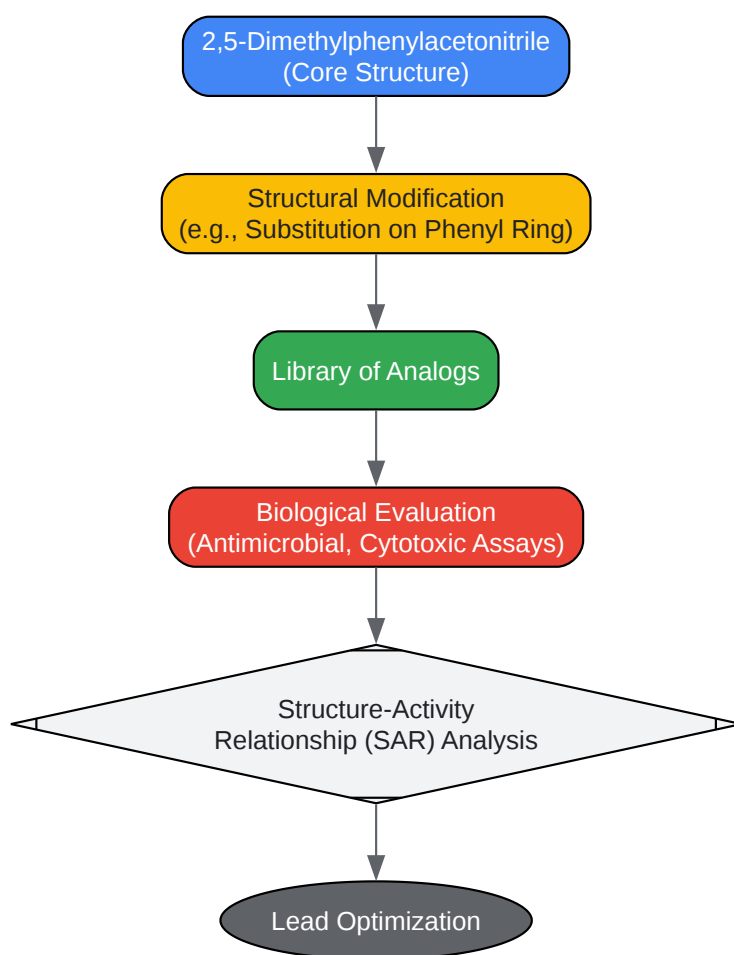 2,5-Dimethylphenylacetonitrile
(Core Structure)
Structural Modification
(e.g., Substitution on Phenyl Ring)
Library of Analogs
Biological Evaluation
(Antimicrobial, Cytotoxic Assays)
Structure-Activity
Relationship (SAR) Analysis
Lead Optimization